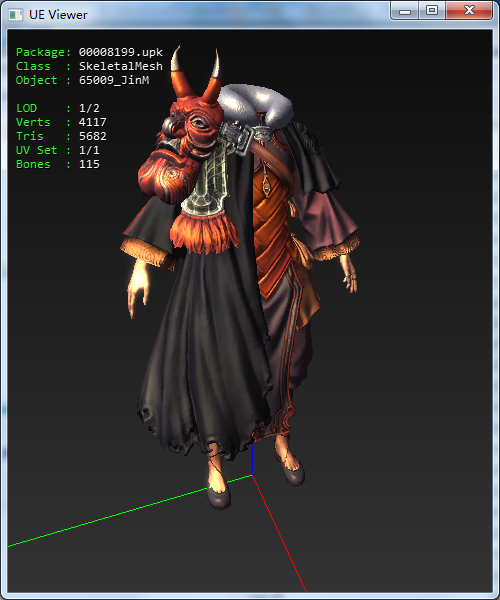 UE Viewer
Package: 00008199.upk
Class : SkeletalMesh
Object : 65009_JinM
LOD : 1/2
Verts : 4117
Tris : 5682
UV Set : 1/1
Bones : 115